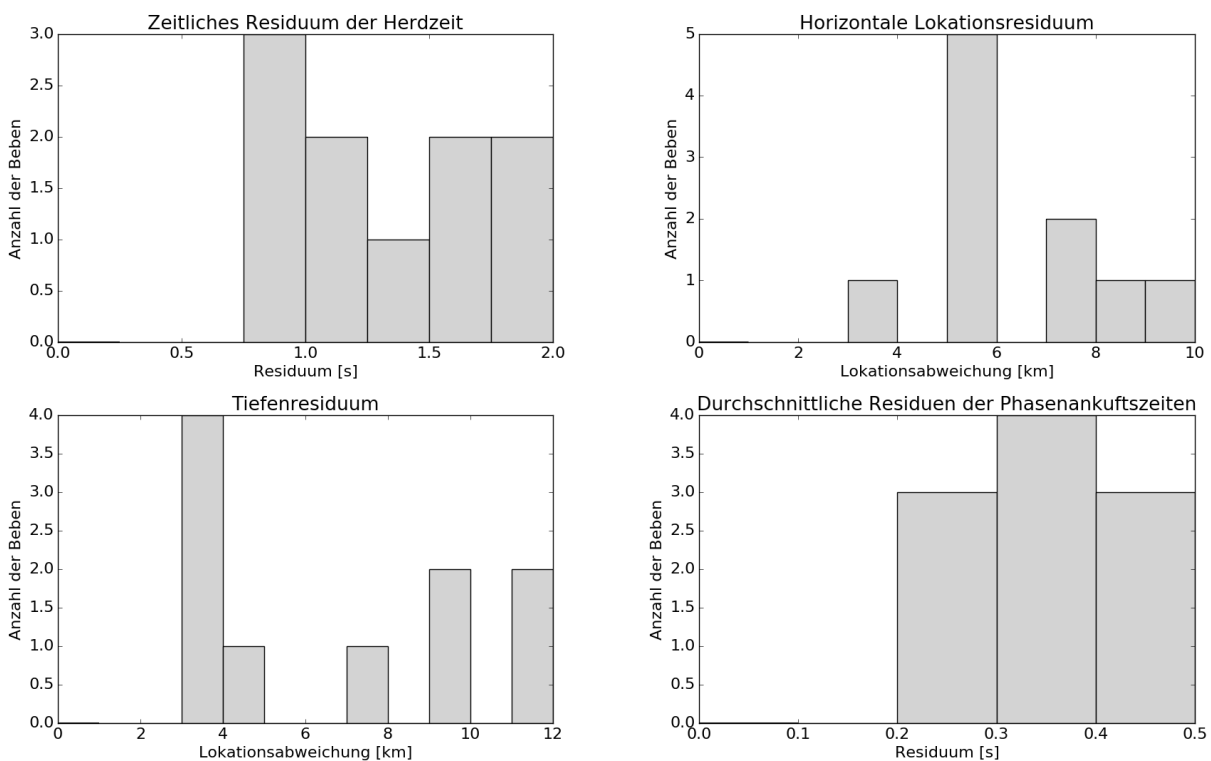 Zeitliches Residuum der Herdzeit
3.0
2.5
2.0
1.5
1.0
0.5
0.0
Anzahl der Beben
0.0 0.5 1.0 1.5 2.0
Residuum [s]
Horizontale Lokationsresiduum
5
4
3
2
1
0
Anzahl der Beben
0 2 4 6 8 10
Lokationsabweichung [km]
Tiefenresiduum
4.0
3.5
3.0
2.5
2.0
1.5
1.0
0.5
0.0
Anzahl der Beben
0 2 4 6 8 10 12
Lokationsabweichung [km]
Durchschnittliche Residuen der Phasenankuftszeiten
4.0
3.5
3.0
2.5
2.0
1.5
1.0
0.5
0.0
Anzahl der Beben
0.0 0.1 0.2 0.3 0.4 0.5
Residuum [s]